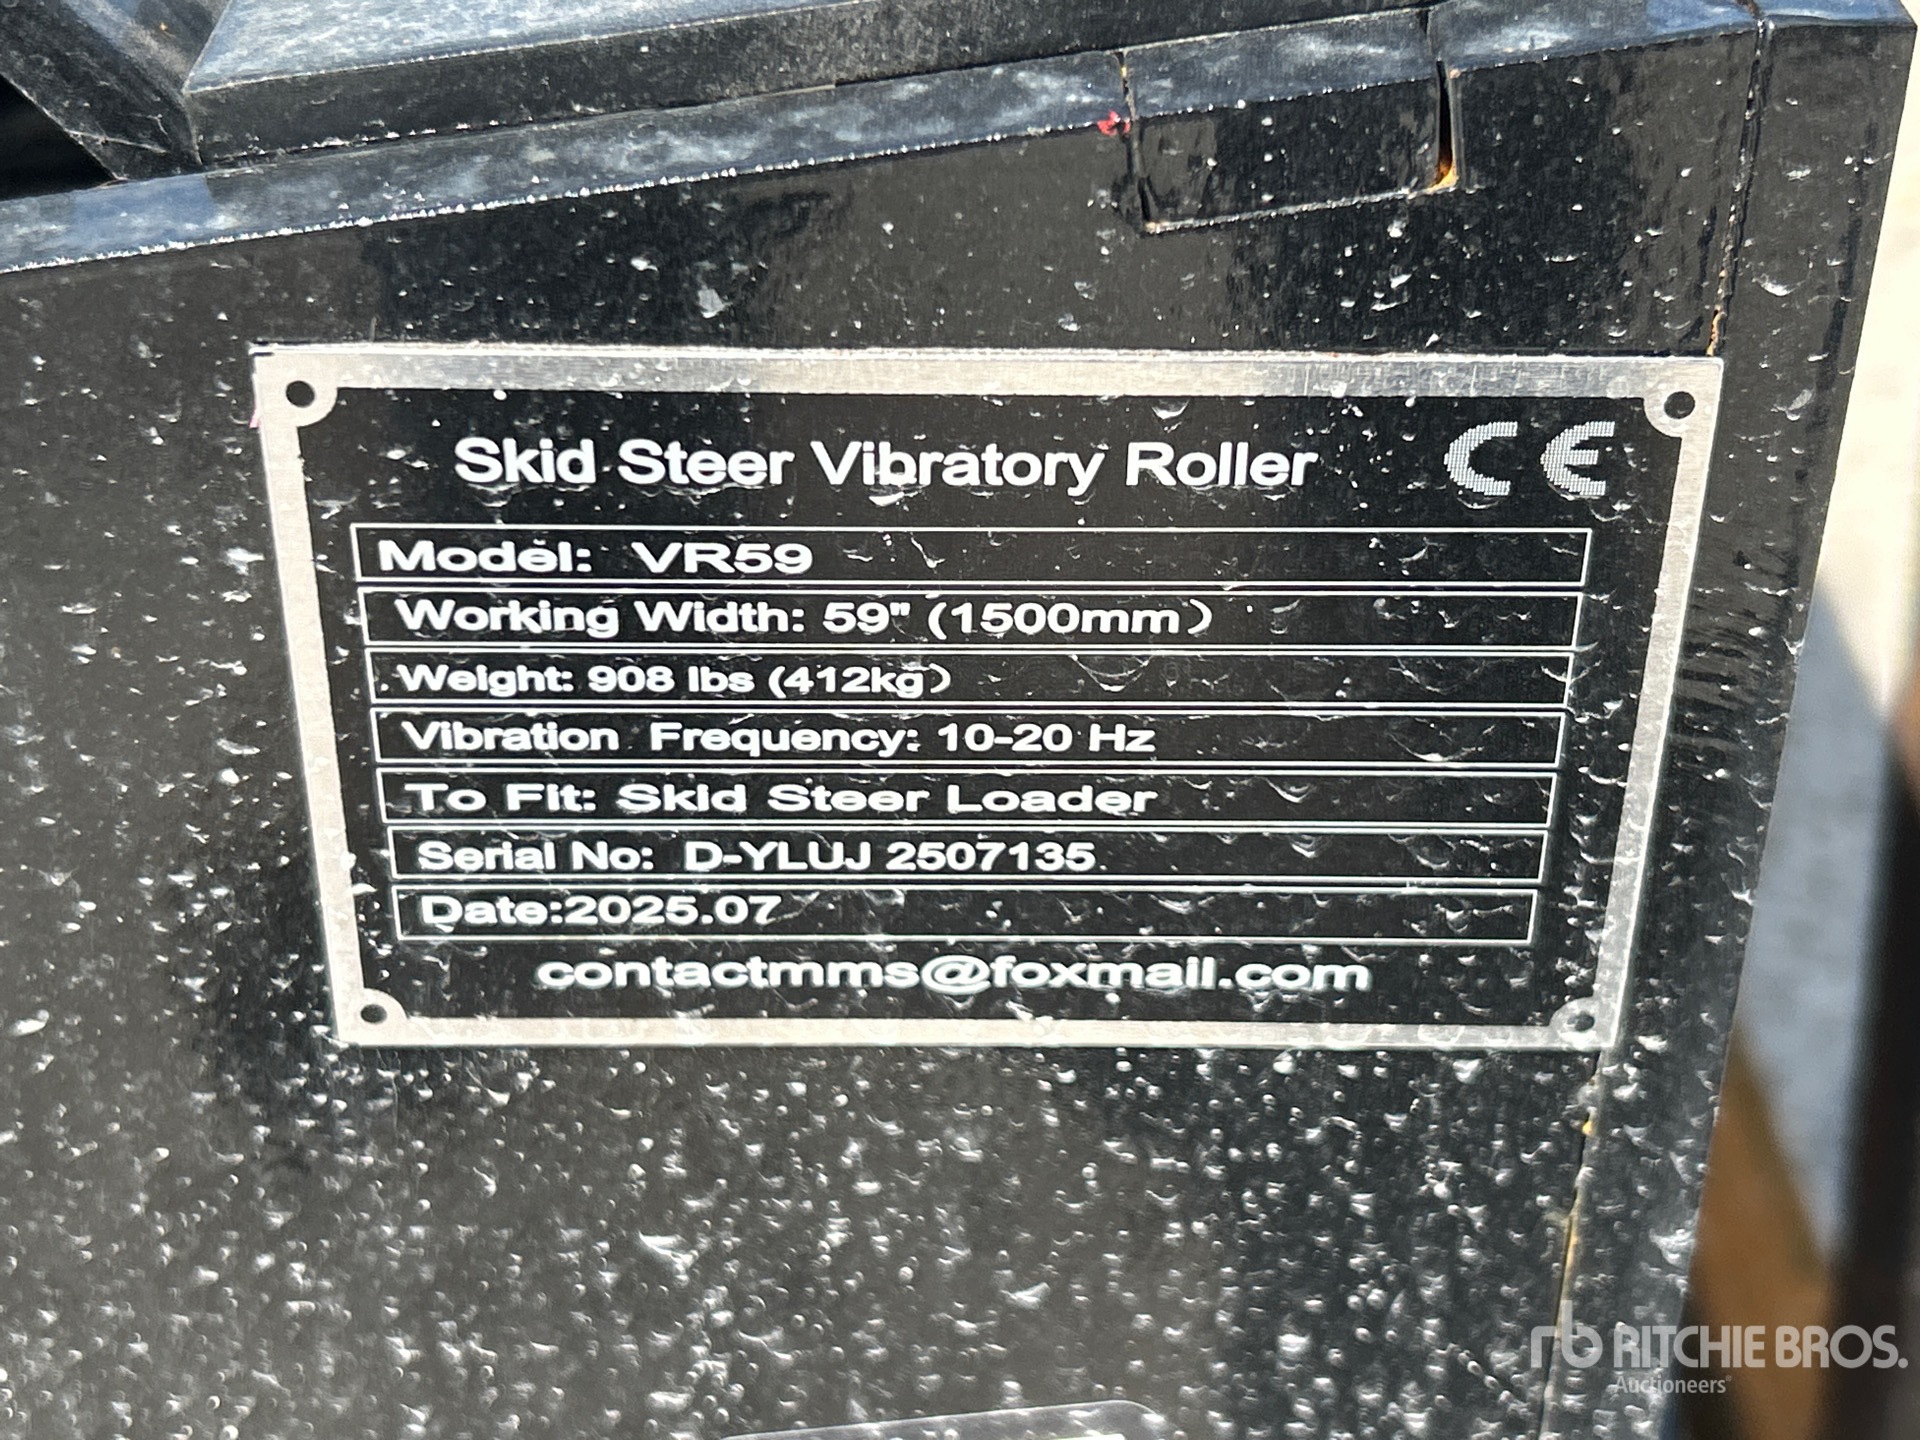 Skid Steer Vibratory Roller CE
Model: VR59
Working Width: 59" (1500mm)
Weight: 908 lbs (412kg)
Vibration Frequency: 10-20 Hz
To Fit: Skid Steer Loader
Serial No: D-YLUJ 2507135
Date:2025.07
contactmms@foxmail.com
rb RITCHIE BROS.
Auctioneers